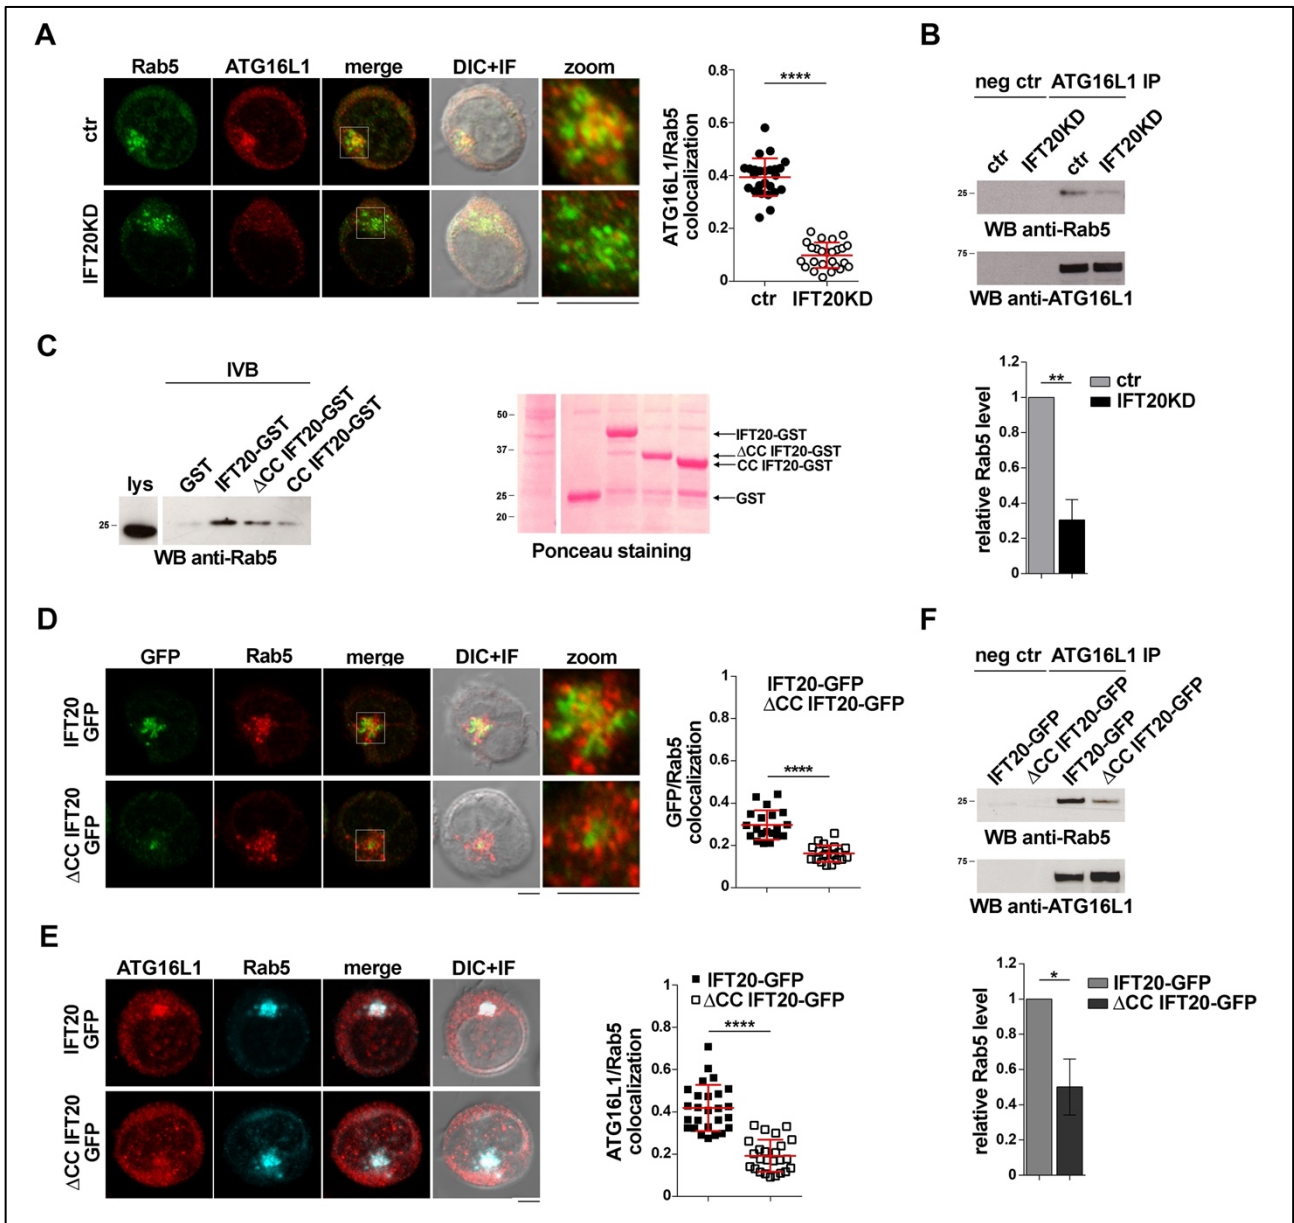 A
Rab5 ATG16L1 merge DIC+IF zoom
ctr
IFT20KD
ATG16L1/Rab5
colocalization
0.8
0.6
0.4
0.2
0
****
ctr IFT20KD
B
neg ctr ATG16L1 IP
ctr IFT20KD ctr IFT20KD
25
WB anti-Rab5
75
WB anti-ATG16L1
relative Rab5 level
1.2
1
0.8
0.6
0.4
0.2
0
**
ctr
IFT20KD
C
IVB
lys GST IFT20-GST ΔCC IFT20-GST CC IFT20-GST
25
WB anti-Rab5
50
37
25
20
IFT20-GST
ΔCC IFT20-GST
CC IFT20-GST
GST
Ponceau staining
D
GFP Rab5 merge DIC+IF zoom
IFT20
GFP
ΔCC IFT20
GFP
GFP/Rab5
colocalization
1
0.8
0.6
0.4
0.2
0
IFT20-GFP
ΔCC IFT20-GFP
****
E
ATG16L1 Rab5 merge DIC+IF
IFT20
GFP
ΔCC IFT20
GFP
ATG16L1/Rab5
colocalization
1
0.8
0.6
0.4
0.2
0
IFT20-GFP
ΔCC IFT20-GFP
****
F
neg ctr ATG16L1 IP
IFT20-GFP ΔCC IFT20-GFP IFT20-GFP ΔCC IFT20-GFP
25
WB anti-Rab5
75
WB anti-ATG16L1
relative Rab5 level
1.2
1
0.8
0.6
0.4
0.2
0
*
IFT20-GFP
ΔCC IFT20-GFP